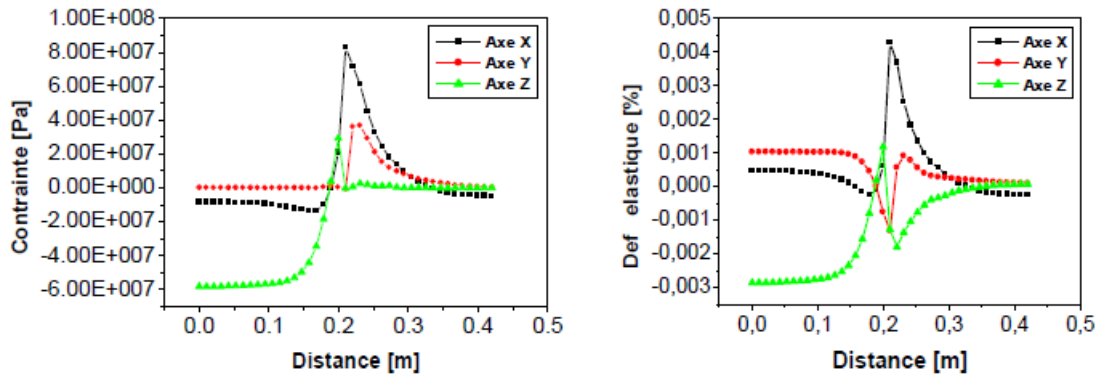 1.00E+008
8.00E+007
6.00E+007
4.00E+007
2.00E+007
0.00E+000
-2.00E+007
-4.00E+007
-6.00E+007
Contrainte [Pa]
Axe X
Axe Y
Axe Z
0.0 0.1 0.2 0.3 0.4 0.5
Distance [m]
0,005
0,004
0,003
0,002
0,001
0,000
-0,001
-0,002
-0,003
Def elastique [%]
Axe X
Axe Y
Axe Z
0,0 0,1 0,2 0,3 0,4 0,5
Distance [m]